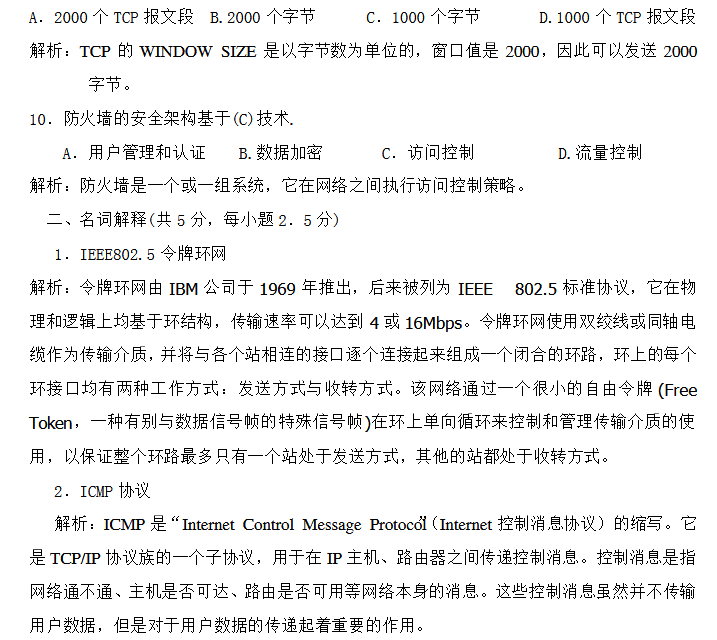 A．2000 个 TCP 报文段 B.2000 个字节 C．1000 个字节 D.1000 个 TCP 报文段
解析：TCP 的 WINDOW SIZE 是以字节数为单位的，窗口值是 2000，因此可以发送 2000
字节。
10．防火墙的安全架构基于(C)技术.
A．用户管理和认证 B.数据加密 C．访问控制 D.流量控制
解析：防火墙是一个或一组系统，它在网络之间执行访问控制策略。
二、名词解释(共 5 分，每小题 2．5 分)
1．IEEE802.5 令牌环网
解析：令牌环网由 IBM 公司于 1969 年推出，后来被列为 IEEE 802.5 标准协议，它在物
理和逻辑上均基于环结构，传输速率可以达到 4 或 16Mbps。令牌环网使用双绞线或同轴电
缆作为传输介质，并将与各个站相连的接口逐个连接起来组成一个闭合的环路，环上的每个
环接口均有两种工作方式：发送方式与收转方式。该网络通过一个很小的自由令牌 (Free
Token，一种有别与数据信号帧的特殊信号帧)在环上单向循环来控制和管理传输介质的使
用，以保证整个环路最多只有一个站处于发送方式，其他的站都处于收转方式。
2．ICMP 协议
解析：ICMP 是“Internet Control Message Protocol”（Internet 控制消息协议）的缩写。它
是 TCP/IP 协议族的一个子协议，用于在 IP 主机、路由器之间传递控制消息。控制消息是指
网络通不通、主机是否可达、路由是否可用等网络本身的消息。这些控制消息虽然并不传输
用户数据，但是对于用户数据的传递起着重要的作用。